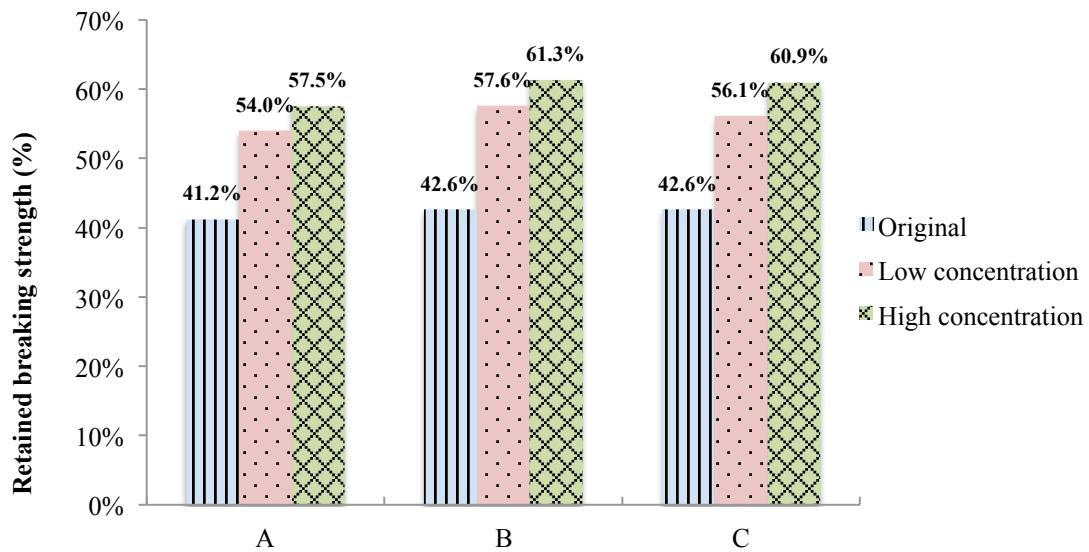 70%
60%
50%
40%
30%
20%
10%
0%
Retained breaking strength (%)
41.2%
54.0%
57.5%
42.6%
57.6%
61.3%
42.6%
56.1%
60.9%
A
B
C
Original
Low concentration
High concentration